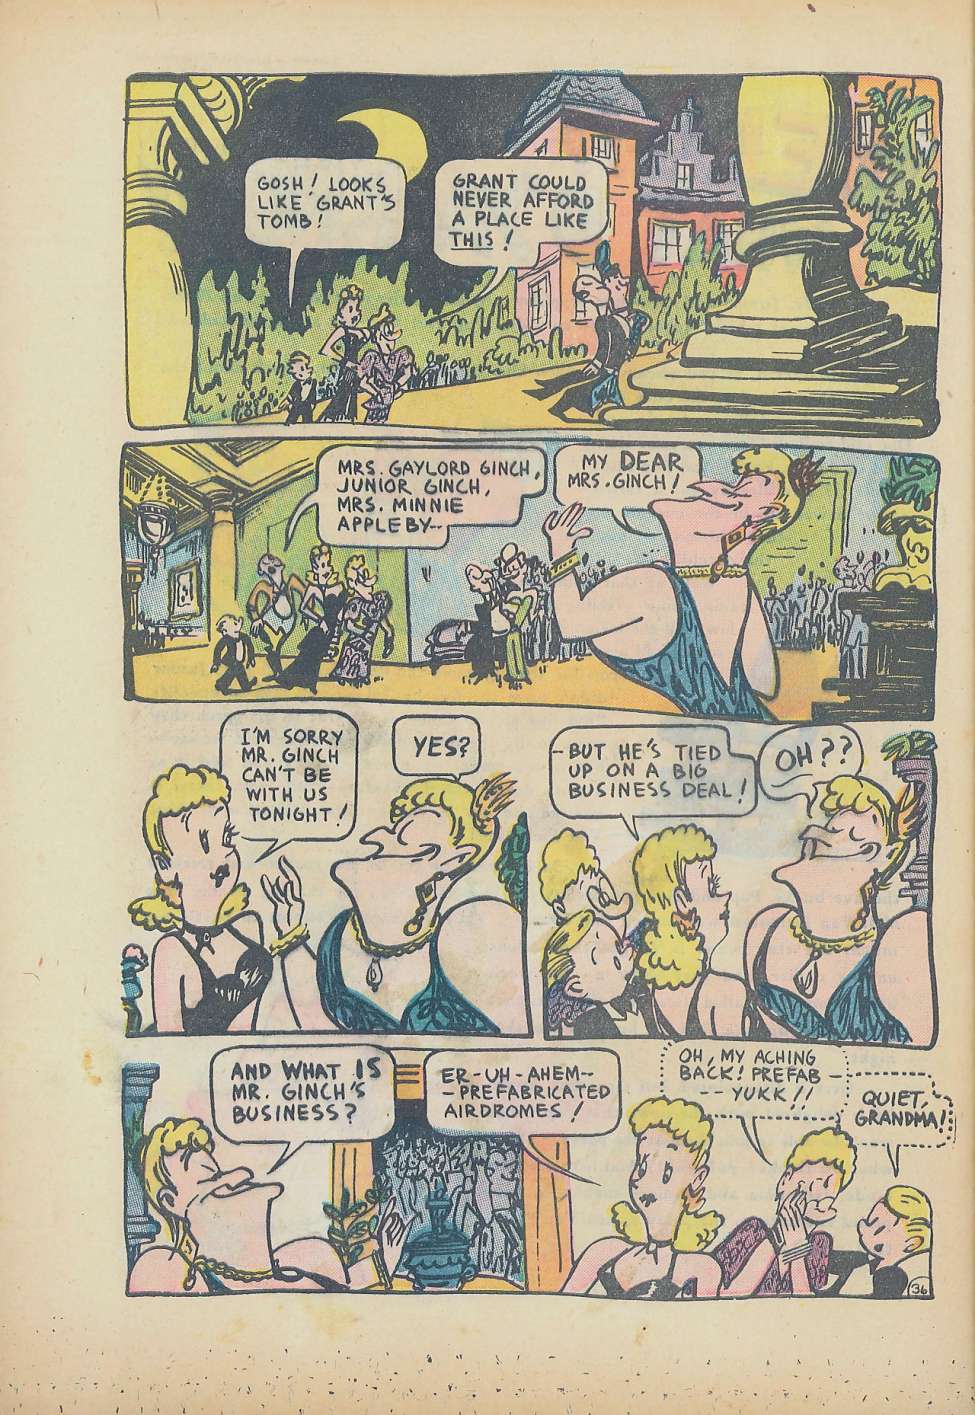 GOSH! LOOKS
LIKE GRANT'S
TOMB!
GRANT COULD
NEVER AFFORD
A PLACE LIKE
THIS!
MRS. GAYLORD GINCH,
JUNIOR GINCH,
MRS. MINNIE
APPLEBY--
MY DEAR
MRS. GINCH!
I'M SORRY
MR. GINCH
CAN'T BE
WITH US
TONIGHT!
YES?
-BUT HE'S TIED
UP ON A BIG
BUSINESS DEAL!
OH??
AND WHAT IS
MR. GINCH'S
BUSINESS?
ER-UH-AHEM--
-PREFABRICATED
AIRDROMES!
OH, MY ACHING
BACK! PREFAB-
--YUKK!!
QUIET,
GRANDMA!
36